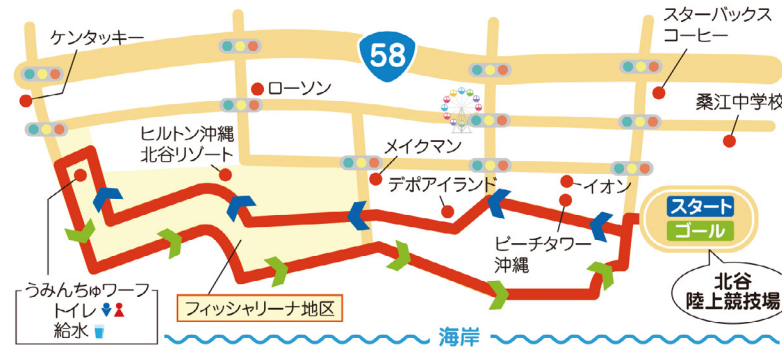 ケンタッキー
58
スターバックス
コーヒー
ローソン
桑江中学校
ヒルトン沖縄
北谷リゾート
メイクマン
デポアイランド
イオン
スタート
ゴール
ビーチタワー
沖縄
北谷
陸上競技場
うみんちゅワーフ
トイレ
給水
フィッシャリーナ地区
海岸